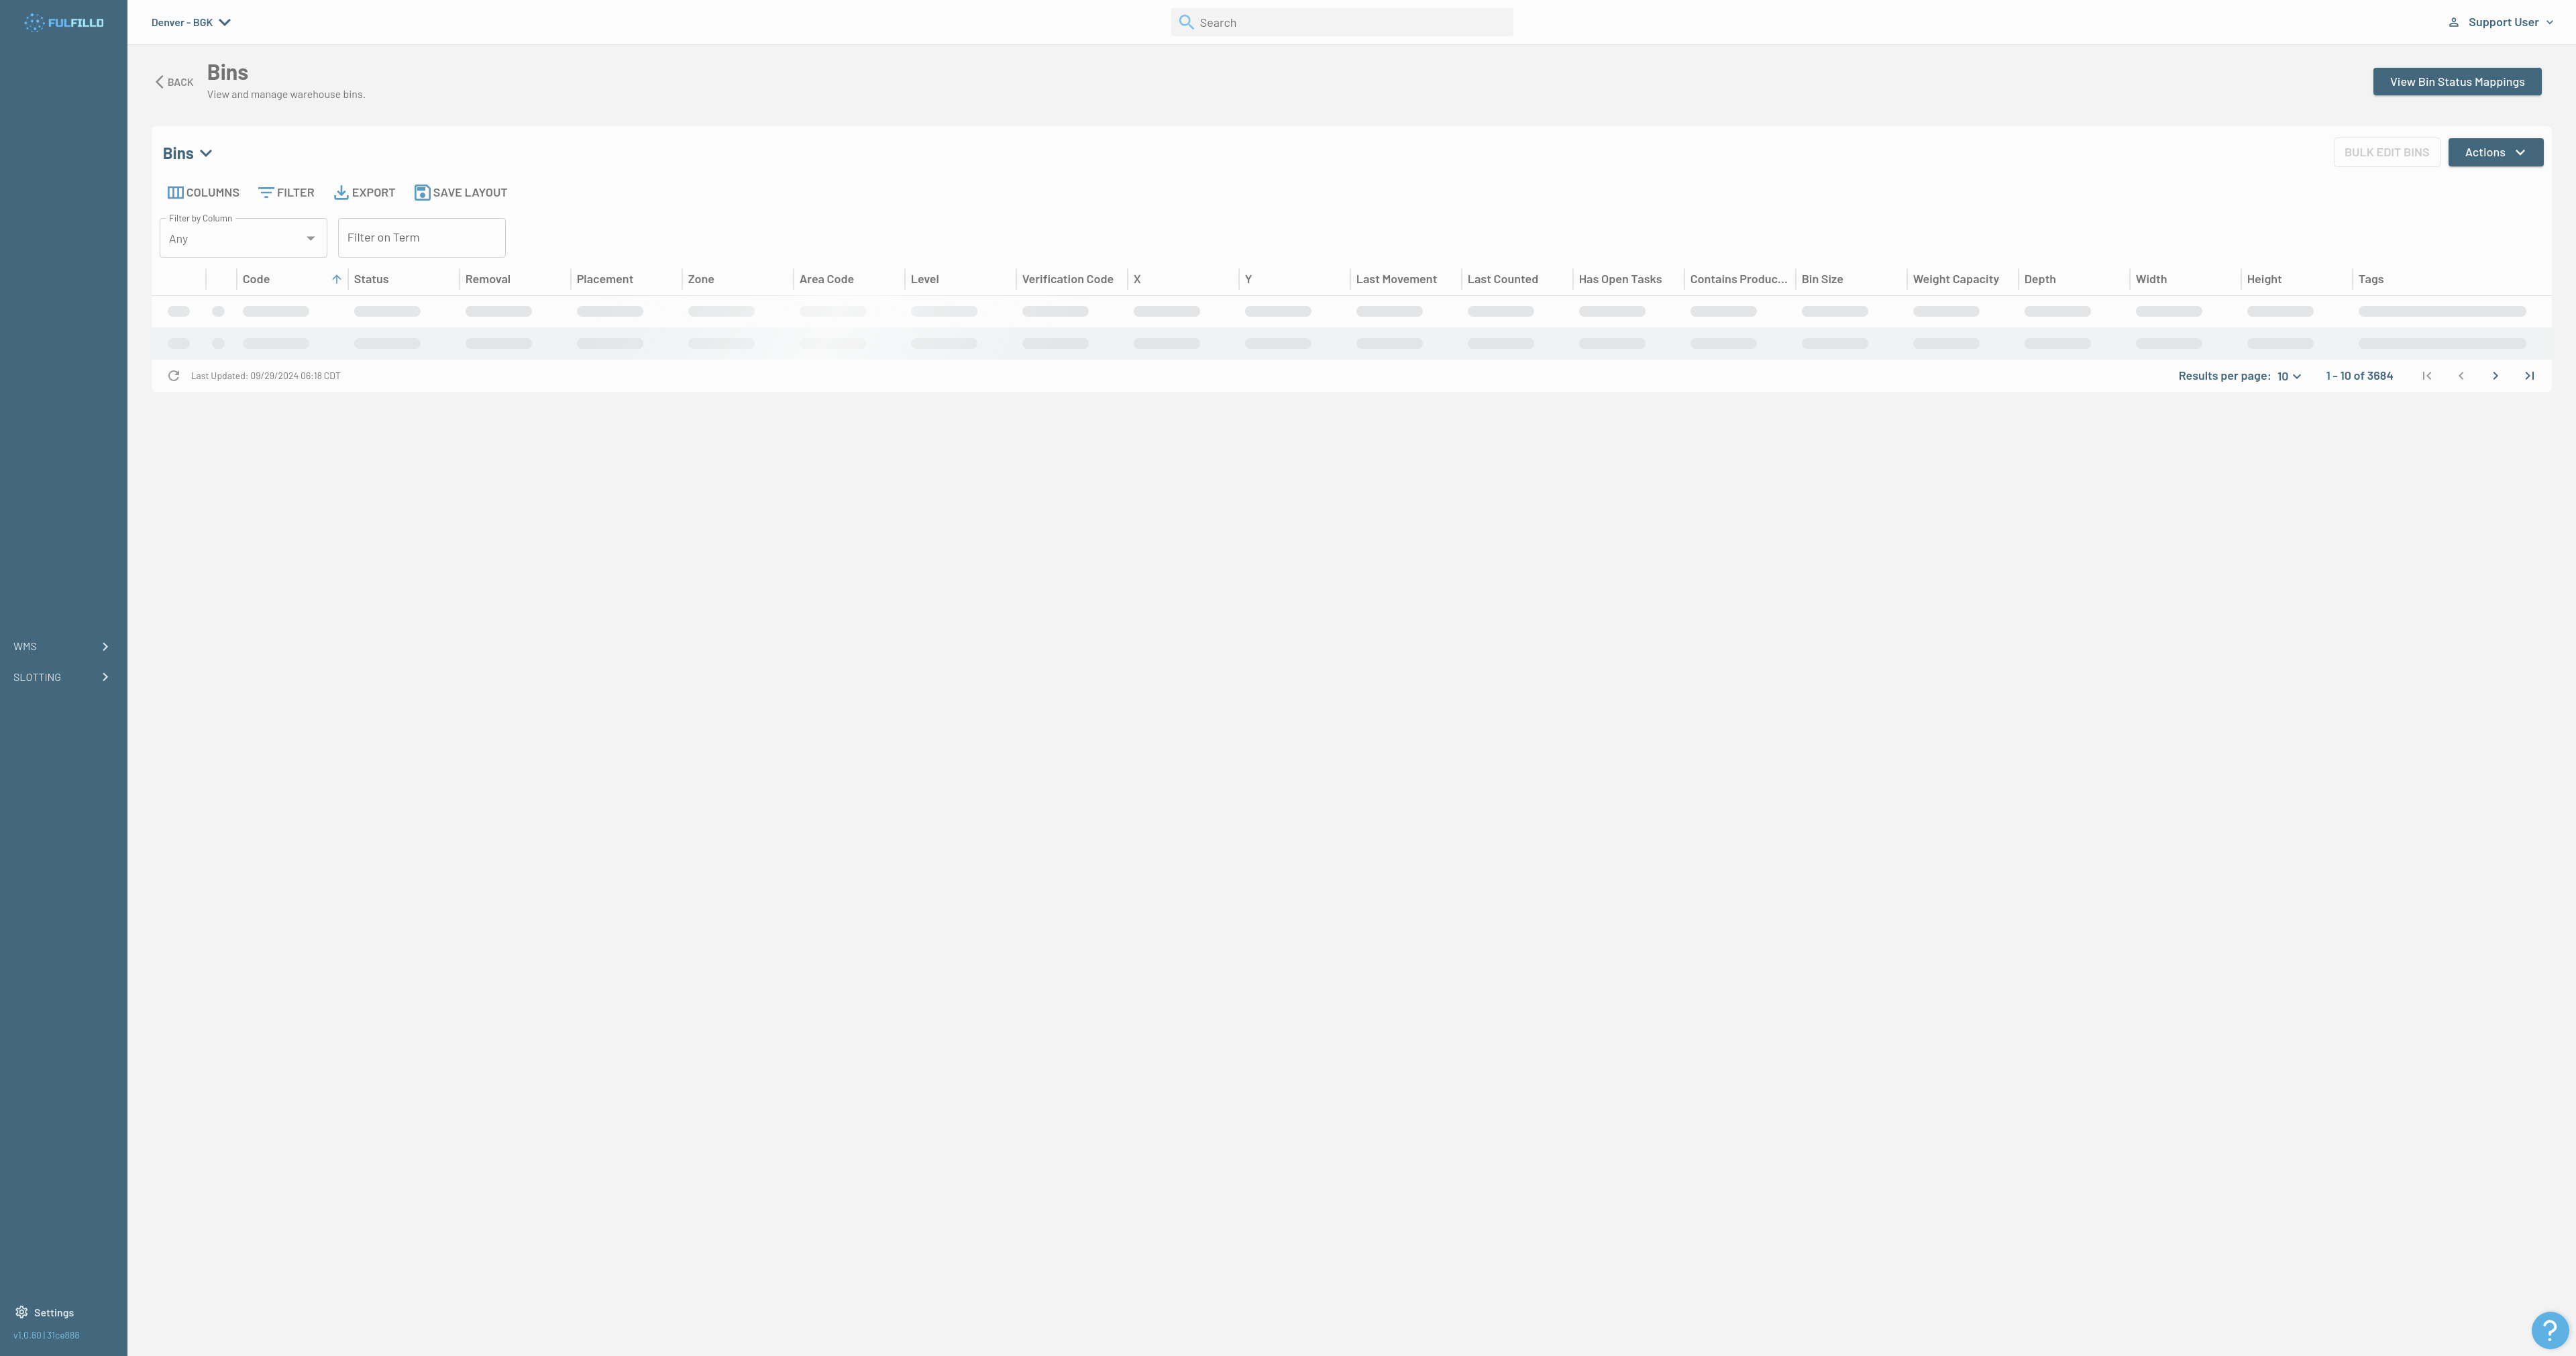 FULFILLD
Denver - BGK
Search
Support User
BACK
Bins
View and manage warehouse bins.
View Bin Status Mappings
Bins
BULK EDIT BINS
Actions
COLUMNS
FILTER
EXPORT
SAVE LAYOUT
Filter by Column
Any
Filter on Term
Code
Status
Removal
Placement
Zone
Area Code
Level
Verification Code
X
Y
Last Movement
Last Counted
Has Open Tasks
Contains Produc...
Bin Size
Weight Capacity
Depth
Width
Height
Tags
Last Updated: 09/29/2024 06:18 CDT
Results per page: 10
1 - 10 of 3684
WMS
SLOTTING
Settings
v1.0.80 | 31ce888